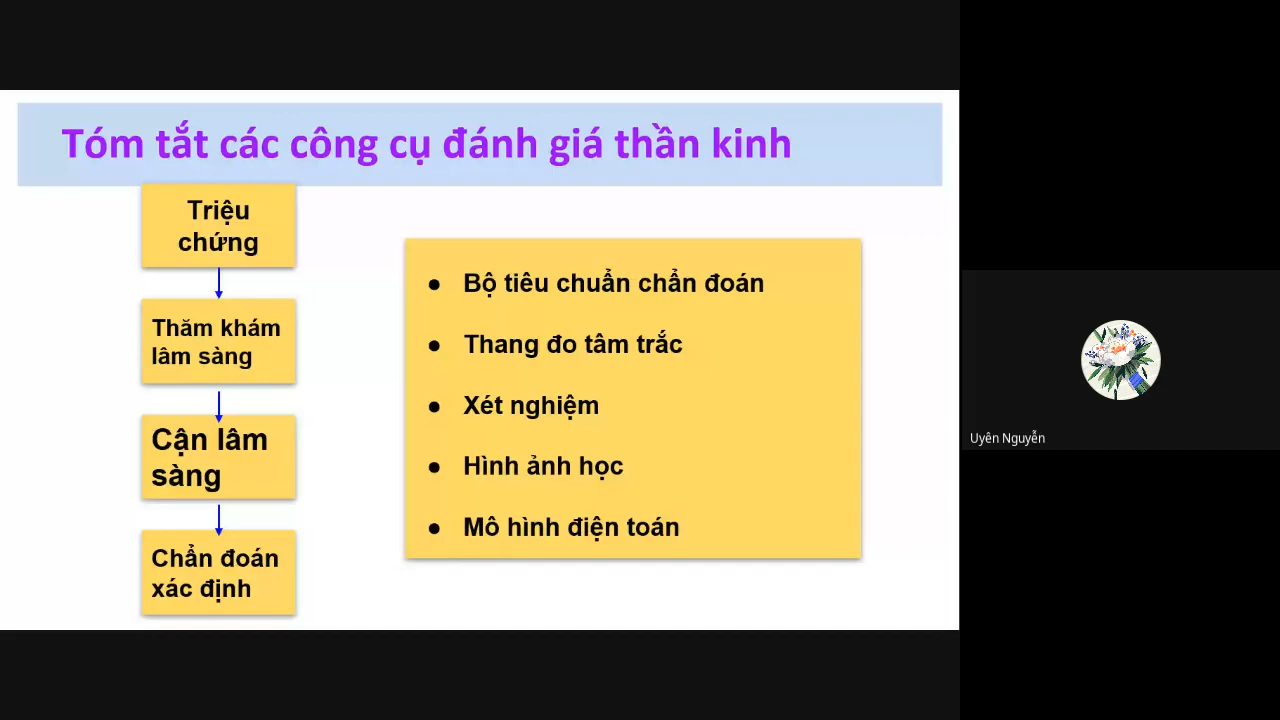 Tóm tắt các công cụ đánh giá thần kinh
Triệu
chứng
Thăm khám
lâm sàng
Cận lâm
sàng
Chẩn đoán
xác định
● Bộ tiêu chuẩn chẩn đoán
● Thang đo tâm trắc
● Xét nghiệm
● Hình ảnh học
● Mô hình điện toán
Uyên Nguyễn